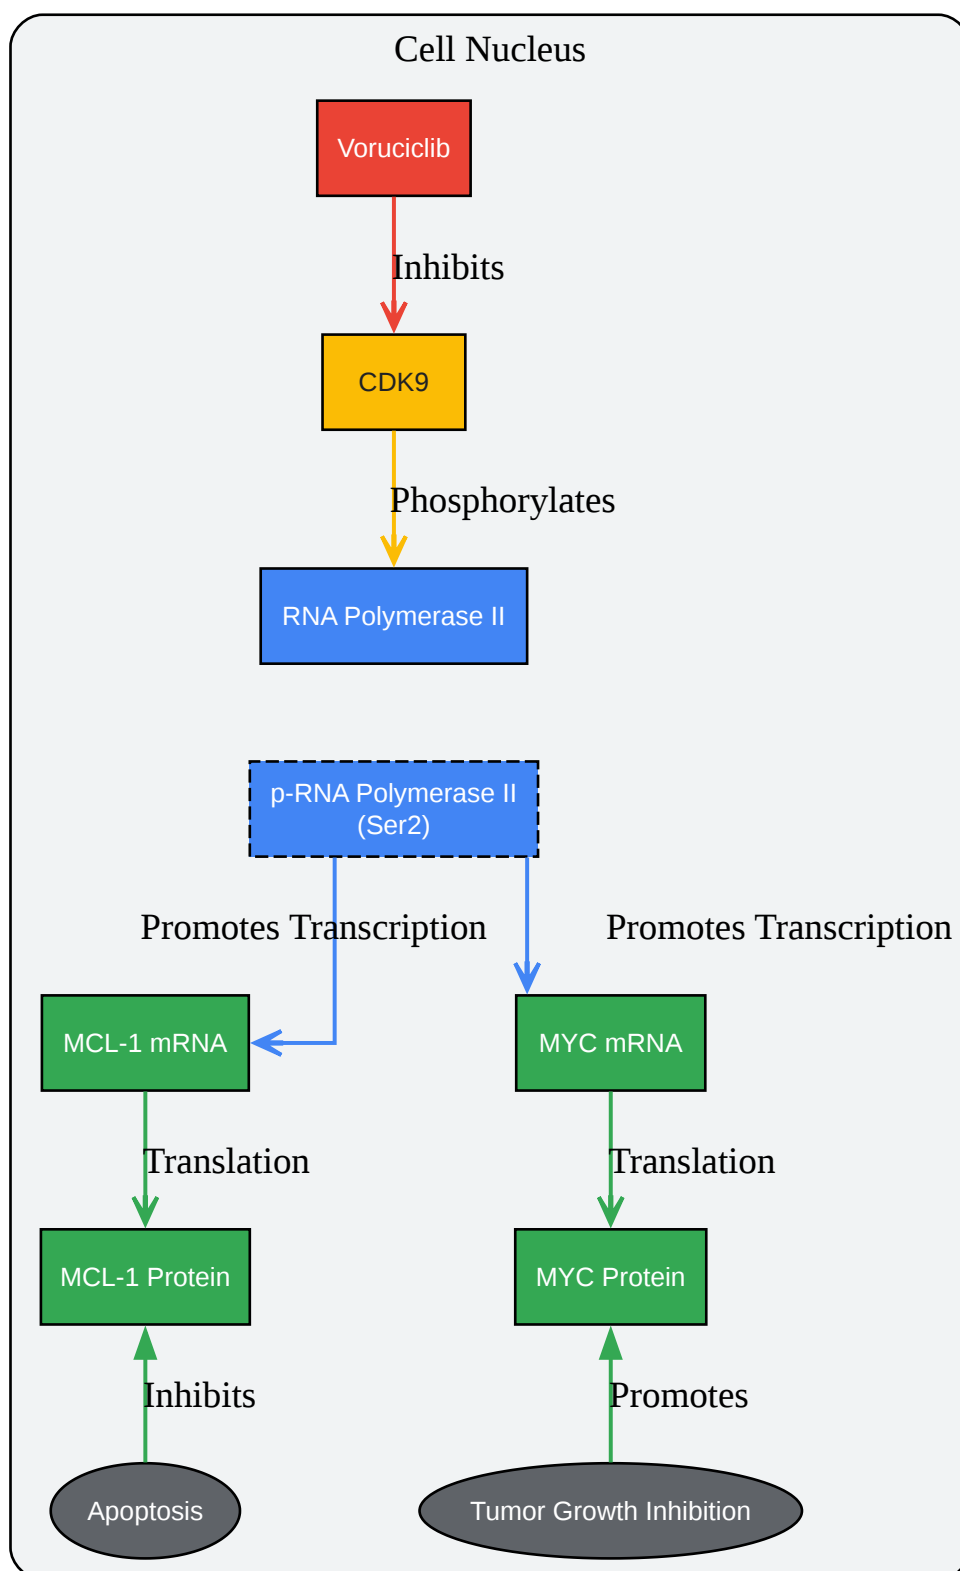 Cell Nucleus
Voruciclib
Inhibits
CDK9
Phosphorylates
RNA Polymerase II
p-RNA Polymerase II
(Ser2)
Promotes Transcription
Promotes Transcription
MCL-1 mRNA
MYC mRNA
Translation
Translation
MCL-1 Protein
MYC Protein
Inhibits
Promotes
Apoptosis
Tumor Growth Inhibition